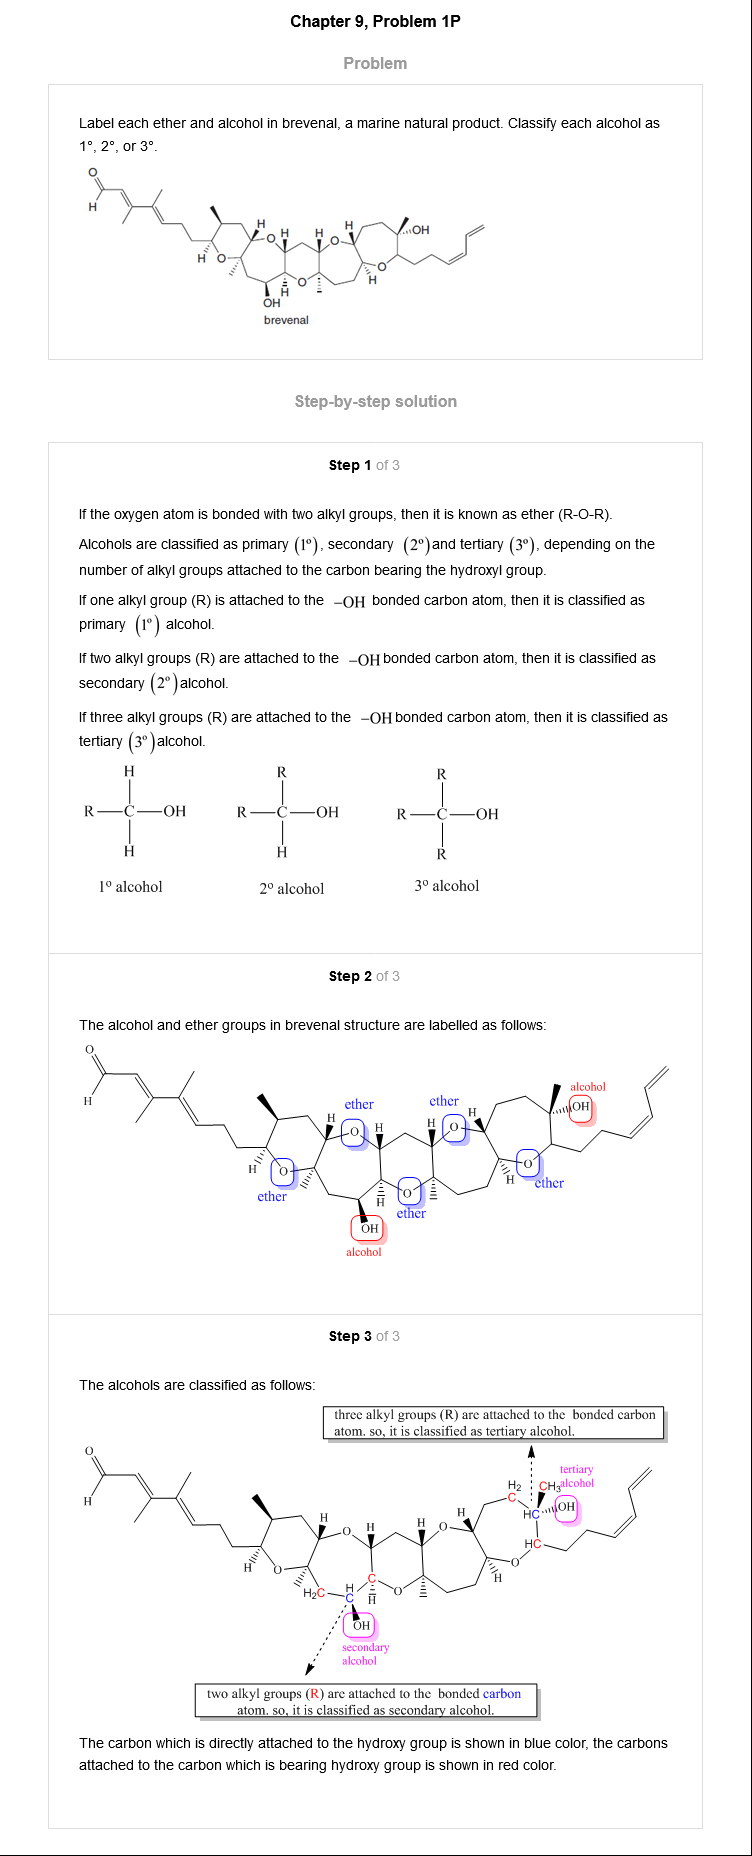 Chapter 9, Problem 1P
Problem
Label each ether and alcohol in brevenal, a marine natural product. Classify each alcohol as
1°, 2°, or 3°.
O
H
H
O
H
H
O
H
OH
H
O
O
H
O
H
OH
brevenal
Step-by-step solution
Step 1 of 3
If the oxygen atom is bonded with two alkyl groups, then it is known as ether (R-O-R).
Alcohols are classified as primary (1º), secondary (2º)and tertiary (3º), depending on the
number of alkyl groups attached to the carbon bearing the hydroxyl group.
If one alkyl group (R) is attached to the –OH bonded carbon atom, then it is classified as
primary (1º) alcohol.
If two alkyl groups (R) are attached to the –OH bonded carbon atom, then it is classified as
secondary (2º)alcohol.
If three alkyl groups (R) are attached to the –OH bonded carbon atom, then it is classified as
tertiary (3º)alcohol.
H R R
R—C—OH R—C—OH R—C—OH
H H R
1º alcohol 2º alcohol 3º alcohol
Step 2 of 3
The alcohol and ether groups in brevenal structure are labelled as follows:
O
H
alcohol
OH
ether
ether
H
O
H
H
O
H
H
O
ether
O
ether
H
O
H
ether
OH
alcohol
Step 3 of 3
The alcohols are classified as follows:
three alkyl groups (R) are attached to the bonded carbon
atom. so, it is classified as tertiary alcohol.
O
H
tertiary
alcohol
H₂
C
CH₃
HC
OH
H
O
H
H
O
H
HC
O
H
H
O
H₂C
H
C
C
H
O
OH
secondary
alcohol
two alkyl groups (R) are attached to the bonded carbon
atom. so, it is classified as secondary alcohol.
The carbon which is directly attached to the hydroxy group is shown in blue color, the carbons
attached to the carbon which is bearing hydroxy group is shown in red color.